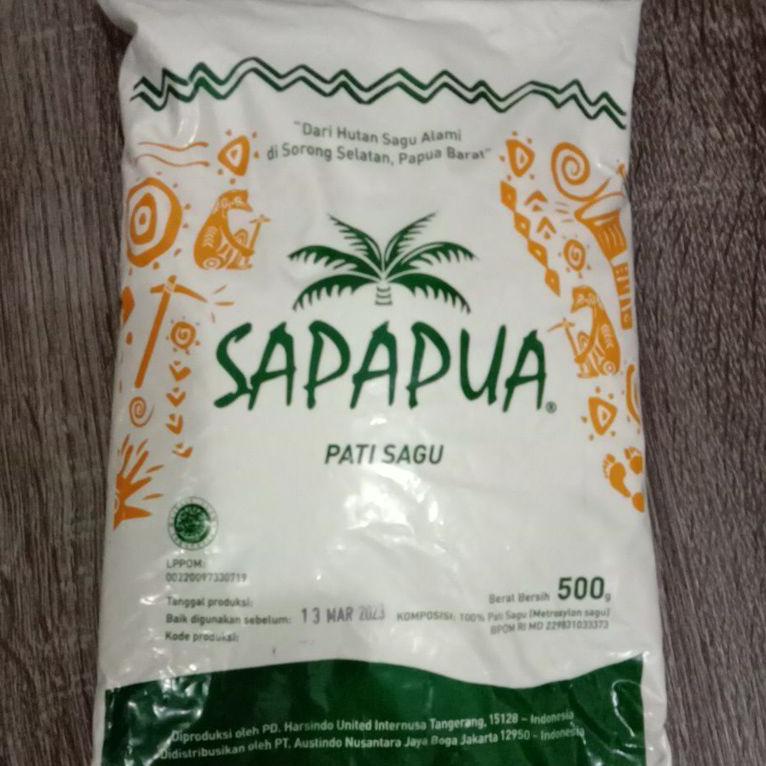 "Dari Hutan Sagu Alami
di Sorong Selatan, Papua Barat"
SAPAPUA®
PATI SAGU
LPPOM:
00220097330719
Tanggal produksi:
Baik digunakan sebelum: 13 MAR 2023
Kode produksi:
Berat Bersih 500g
KOMPOSISI: 100% Pati Sagu (Metroxylon sagu)
BPOM RI MD 229831033373
Diproduksi oleh PD. Harsindo United Internusa Tangerang, 15128 - Indonesia
Didistribusikan oleh PT. Austindo Nusantara Jaya Boga Jakarta 12950 - Indonesia